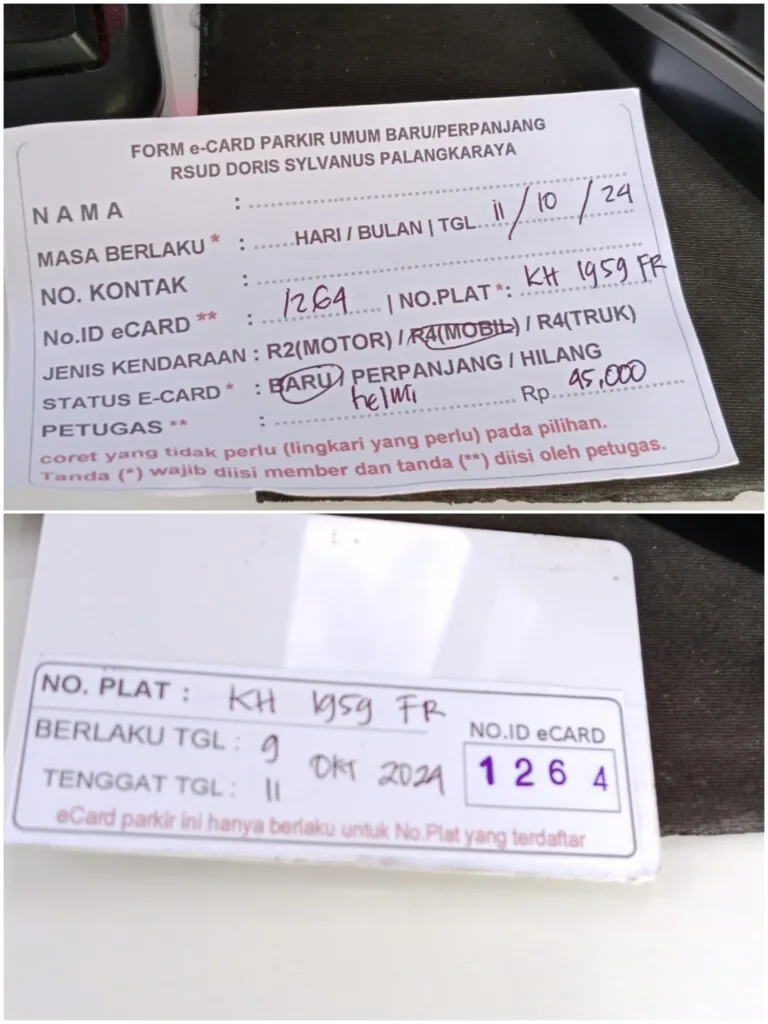 FORM e-CARD PARKIR UMUM BARU/PERPANJANG
RSUD DORIS SYLVANUS PALANGKARAYA
NAMA :
MASA BERLAKU * : HARI / BULAN | TGL 11 / 10 / 24
NO. KONTAK :
No.ID eCARD ** : 1264 | NO.PLAT *: KH 1959 FR
JENIS KENDARAAN : R2(MOTOR) / R4(MOBIL) / R4(TRUK)
STATUS E-CARD * : BARU / PERPANJANG / HILANG
PETUGAS ** : helmi Rp. 95,000
coret yang tidak perlu (lingkari yang perlu) pada pilihan.
Tanda (*) wajib diisi member dan tanda (**) diisi oleh petugas.
NO. PLAT : KH 1959 FR
BERLAKU TGL : 9 OKT 2024
TENGGAT TGL : 11
NO.ID eCARD
1264
eCard parkir ini hanya berlaku untuk No.Plat yang terdaftar